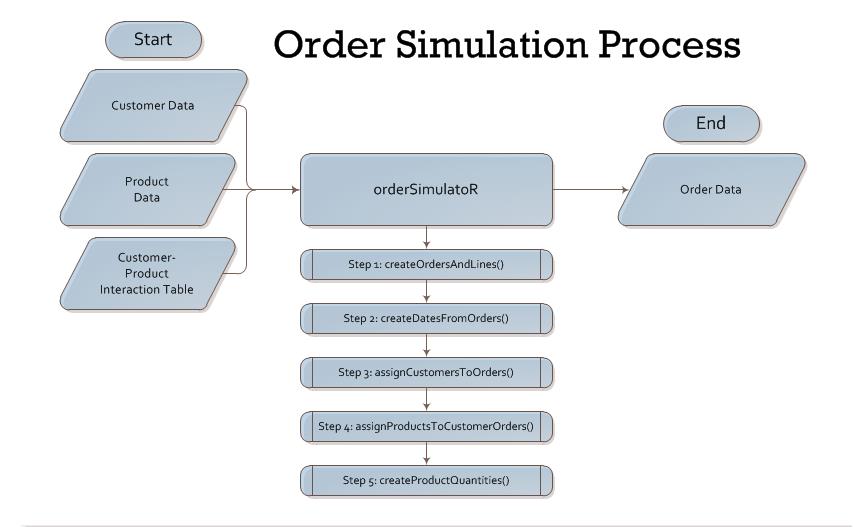 Start
Order Simulation Process
Customer Data
Product
Data
Customer-
Product
Interaction Table
orderSimulatoR
Step 1: createOrdersAndLines()
Step 2: createDatesFromOrders()
Step 3: assignCustomersToOrders()
Step 4: assignProductsToCustomerOrders()
Step 5: createProductQuantities()
End
Order Data